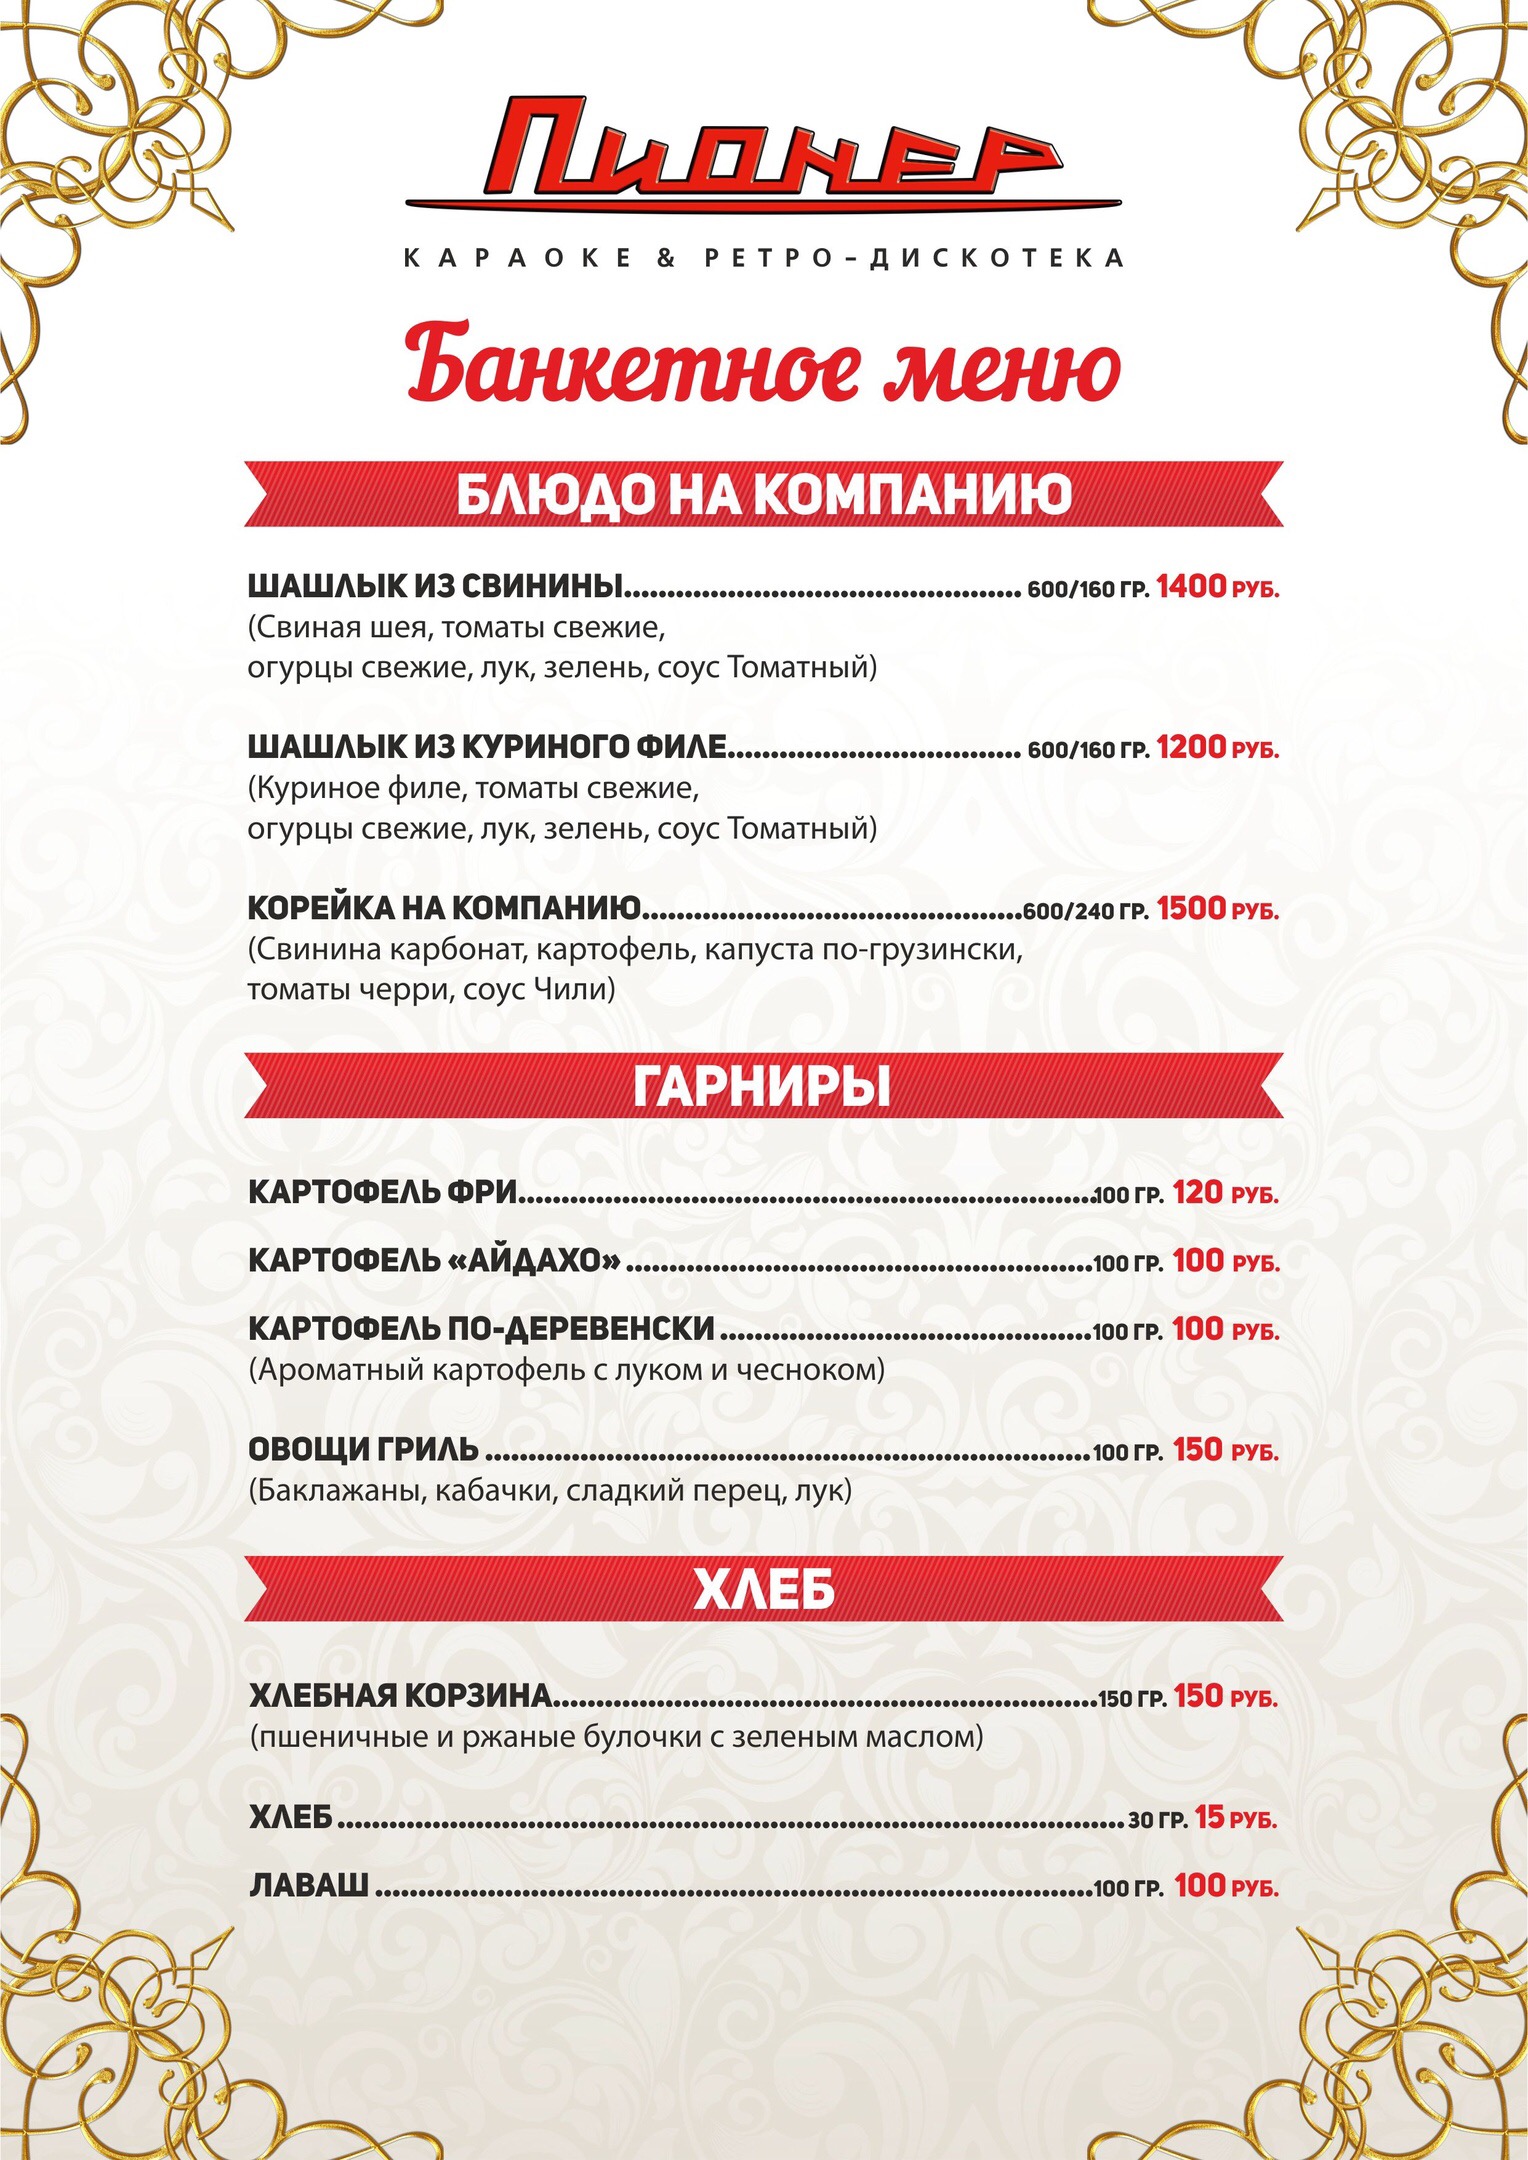 Пионер
КАРАОКЕ & РЕТРО-ДИСКОТЕКА
Банкетное меню
БЛЮДО НА КОМПАНИЮ
ШАШЛЫК ИЗ СВИНИНЫ.............................................. 600/160 ГР. 1400 РУБ.
(Свиная шея, томаты свежие,
огурцы свежие, лук, зелень, соус Томатный)
ШАШЛЫК ИЗ КУРИНОГО ФИЛЕ.................................. 600/160 ГР. 1200 РУБ.
(Куриное филе, томаты свежие,
огурцы свежие, лук, зелень, соус Томатный)
КОРЕЙКА НА КОМПАНИЮ............................................600/240 ГР. 1500 РУБ.
(Свинина карбонат, картофель, капуста по-грузински,
томаты черри, соус Чили)
ГАРНИРЫ
КАРТОФЕЛЬ ФРИ...................................................................100 ГР. 120 РУБ.
КАРТОФЕЛЬ «АЙДАХО» ......................................................100 ГР. 100 РУБ.
КАРТОФЕЛЬ ПО-ДЕРЕВЕНСКИ ...........................................100 ГР. 100 РУБ.
(Ароматный картофель с луком и чесноком)
ОВОЩИ ГРИЛЬ ......................................................................100 ГР. 150 РУБ.
(Баклажаны, кабачки, сладкий перец, лук)
ХЛЕБ
ХЛЕБНАЯ КОРЗИНА...............................................................150 ГР. 150 РУБ.
(пшеничные и ржаные булочки с зеленым маслом)
ХЛЕБ ........................................................................................... 30 ГР. 15 РУБ.
ЛАВАШ ...................................................................................100 ГР. 100 РУБ.